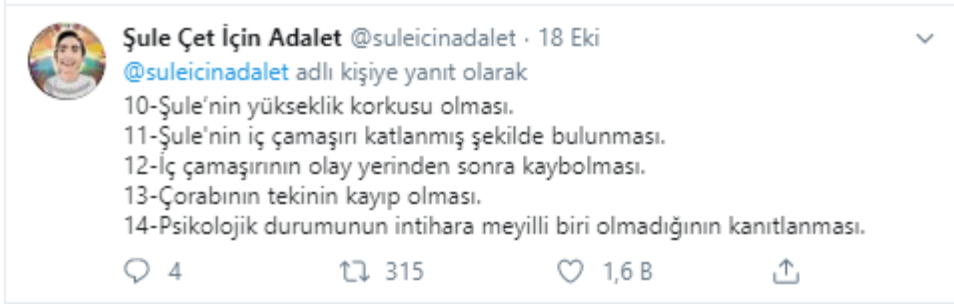 Şule Çet İçin Adalet @suleicinadalet · 18 Eki
@suleicinadalet adlı kişiye yanıt olarak
10-Şule’nin yükseklik korkusu olması.
11-Şule'nin iç çamaşırı katlanmış şekilde bulunması.
12-İç çamaşırının olay yerinden sonra kaybolması.
13-Çorabının tekinin kayıp olması.
14-Psikolojik durumunun intihara meyilli biri olmadığının kanıtlanması.
4 315 1,6 B